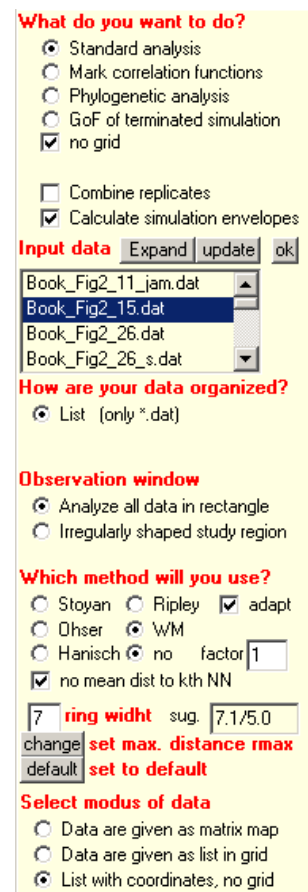 What do you want to do?
Standard analysis
Mark correlation functions
Phylogenetic analysis
GoF of terminated simulation
no grid
Combine replicates
Calculate simulation envelopes
Input data Expand update ok
Book_Fig2_11_jam.dat
Book_Fig2_15.dat
Book_Fig2_26.dat
Book_Fig2_26_s.dat
How are your data organized?
List (only *.dat)
Observation window
Analyze all data in rectangle
Irregularly shaped study region
Which method will you use?
Stoyan Ripley adapt
Ohser WM
Hanisch no factor 1
no mean dist to kth NN
7 ring widht sug. 7.1/5.0
change set max. distance rmax
default set to default
Select modus of data
Data are given as matrix map
Data are given as list in grid
List with coordinates, no grid